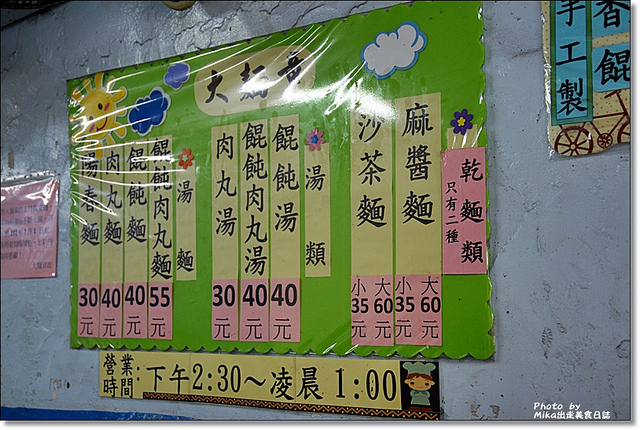 乾麵類
只有二種
麻醬麵
大60元
小35元
沙茶麵
大60元
小35元
湯類
餛飩湯
40元
餛飩肉丸湯
40元
肉丸湯
30元
湯麵
餛飩肉丸麵
55元
餛飩麵
40元
肉丸麵
40元
陽春麵
30元
營業時間:下午2:30～凌晨1:00
香餛
手工製
Photo by
Mika出走美食日誌